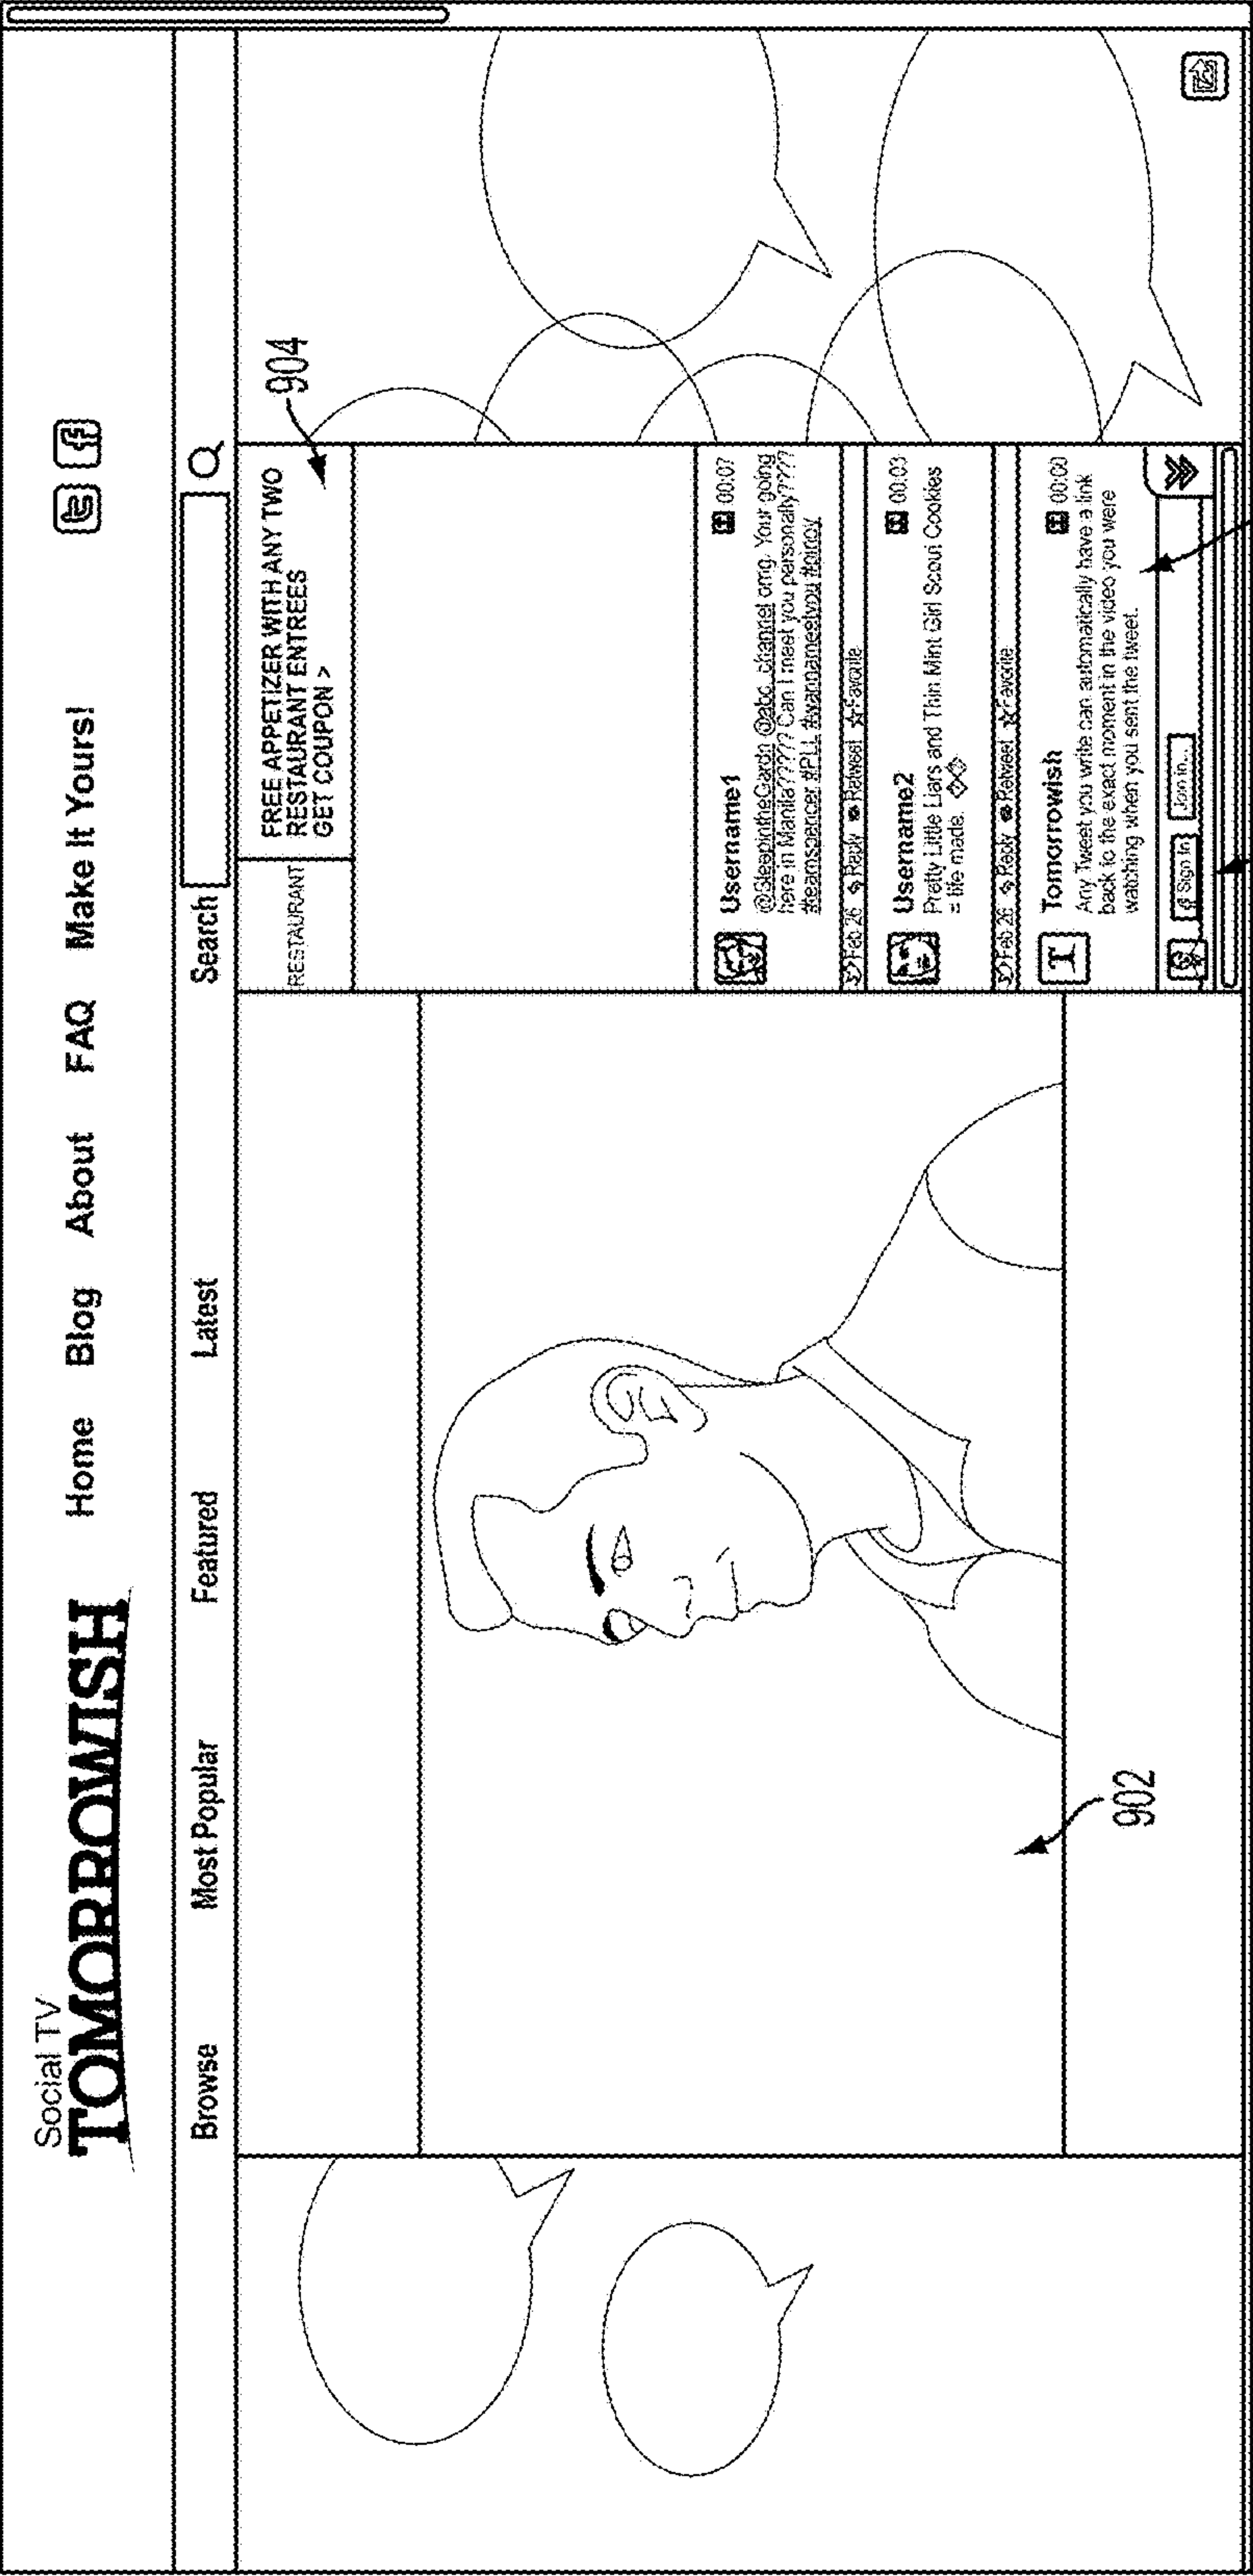 Social TV
TOMORROWISH
Home Blog About FAQ Make It Yours!
Browse Most Popular Featured Latest Search
RESTAURANT
FREE APPETIZER WITH ANY TWO
RESTAURANT ENTREES
GET COUPON >
904
Username1 00:07
@SleepintheGardn @abc_channel omg. Your going
here in Manila????? Can I meet you personally????
#teamspencer #PLL #wannameetyou #pinoy
Feb 26 Reply Retweet Favorite
Username2 00:03
Pretty Little Liars and Thin Mint Girl Scout Cookies
= life made.
Feb 26 Reply Retweet Favorite
T
Tomorrowish 00:00
Any Tweet you write can automatically have a link
back to the exact moment in the video you were
watching when you sent the tweet.
Sign In Join in...
902